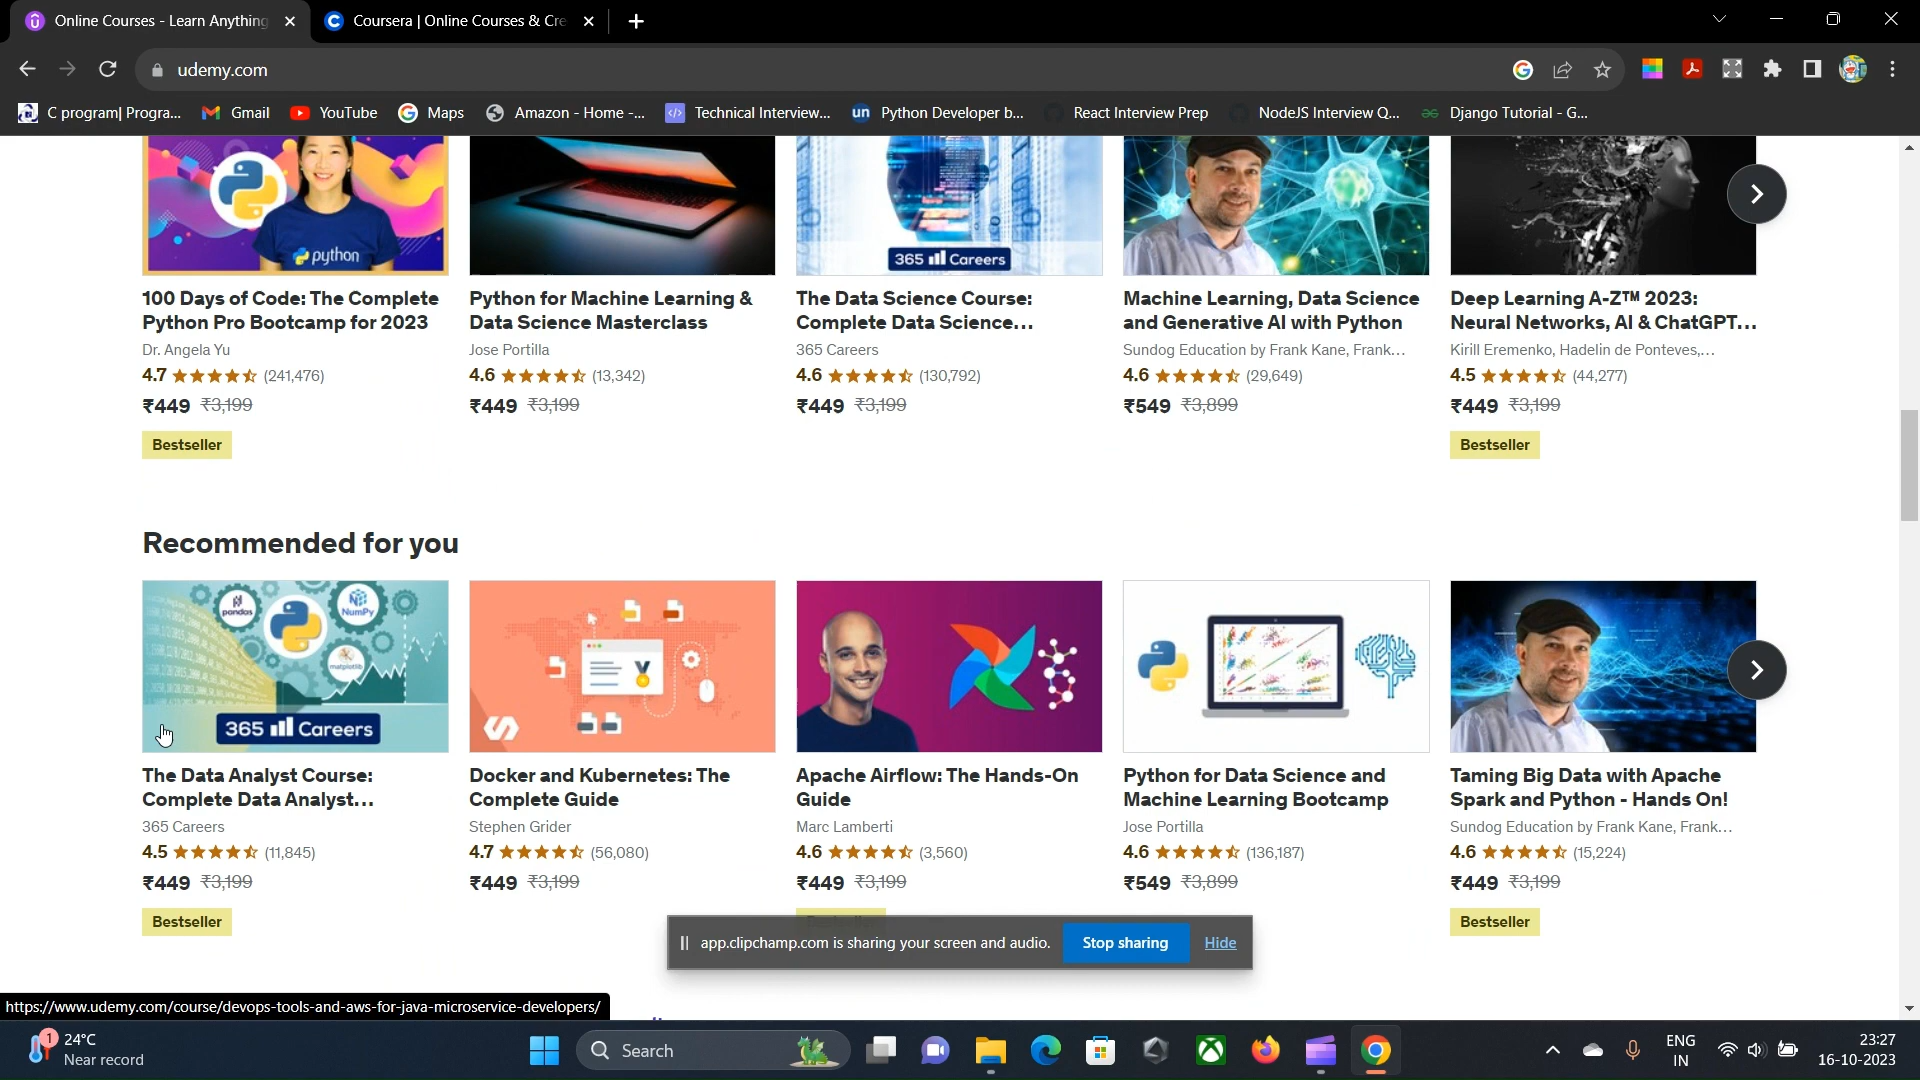 Online Courses - Learn Anything
Coursera | Online Courses & Cre
udemy.com
C program| Progra...
Gmail
YouTube
Maps
Amazon - Home -...
Technical Interview...
un
Python Developer b...
React Interview Prep
NodeJS Interview Q...
Django Tutorial - G...
python
365 Careers
100 Days of Code: The Complete
Python Pro Bootcamp for 2023
Dr. Angela Yu
4.7 (241,476)
₹449 ₹3,199
Bestseller
Python for Machine Learning &
Data Science Masterclass
Jose Portilla
4.6 (13,342)
₹449 ₹3,199
The Data Science Course:
Complete Data Science...
365 Careers
4.6 (130,792)
₹449 ₹3,199
Machine Learning, Data Science
and Generative AI with Python
Sundog Education by Frank Kane, Frank...
4.6 (29,649)
₹549 ₹3,899
Deep Learning A-Z™ 2023:
Neural Networks, AI & ChatGPT...
Kirill Eremenko, Hadelin de Ponteves,...
4.5 (44,277)
₹449 ₹3,199
Bestseller
Recommended for you
pandas
NumPy
matplotlib
365 Careers
The Data Analyst Course:
Complete Data Analyst...
365 Careers
4.5 (11,845)
₹449 ₹3,199
Bestseller
Docker and Kubernetes: The
Complete Guide
Stephen Grider
4.7 (56,080)
₹449 ₹3,199
Apache Airflow: The Hands-On
Guide
Marc Lamberti
4.6 (3,560)
₹449 ₹3,199
Python for Data Science and
Machine Learning Bootcamp
Jose Portilla
4.6 (136,187)
₹549 ₹3,899
Taming Big Data with Apache
Spark and Python - Hands On!
Sundog Education by Frank Kane, Frank...
4.6 (15,224)
₹449 ₹3,199
Bestseller
app.clipchamp.com is sharing your screen and audio.
Stop sharing
Hide
https://www.udemy.com/course/devops-tools-and-aws-for-java-microservice-developers/
1
24°C
Near record
Search
ENG
IN
23:27
16-10-2023